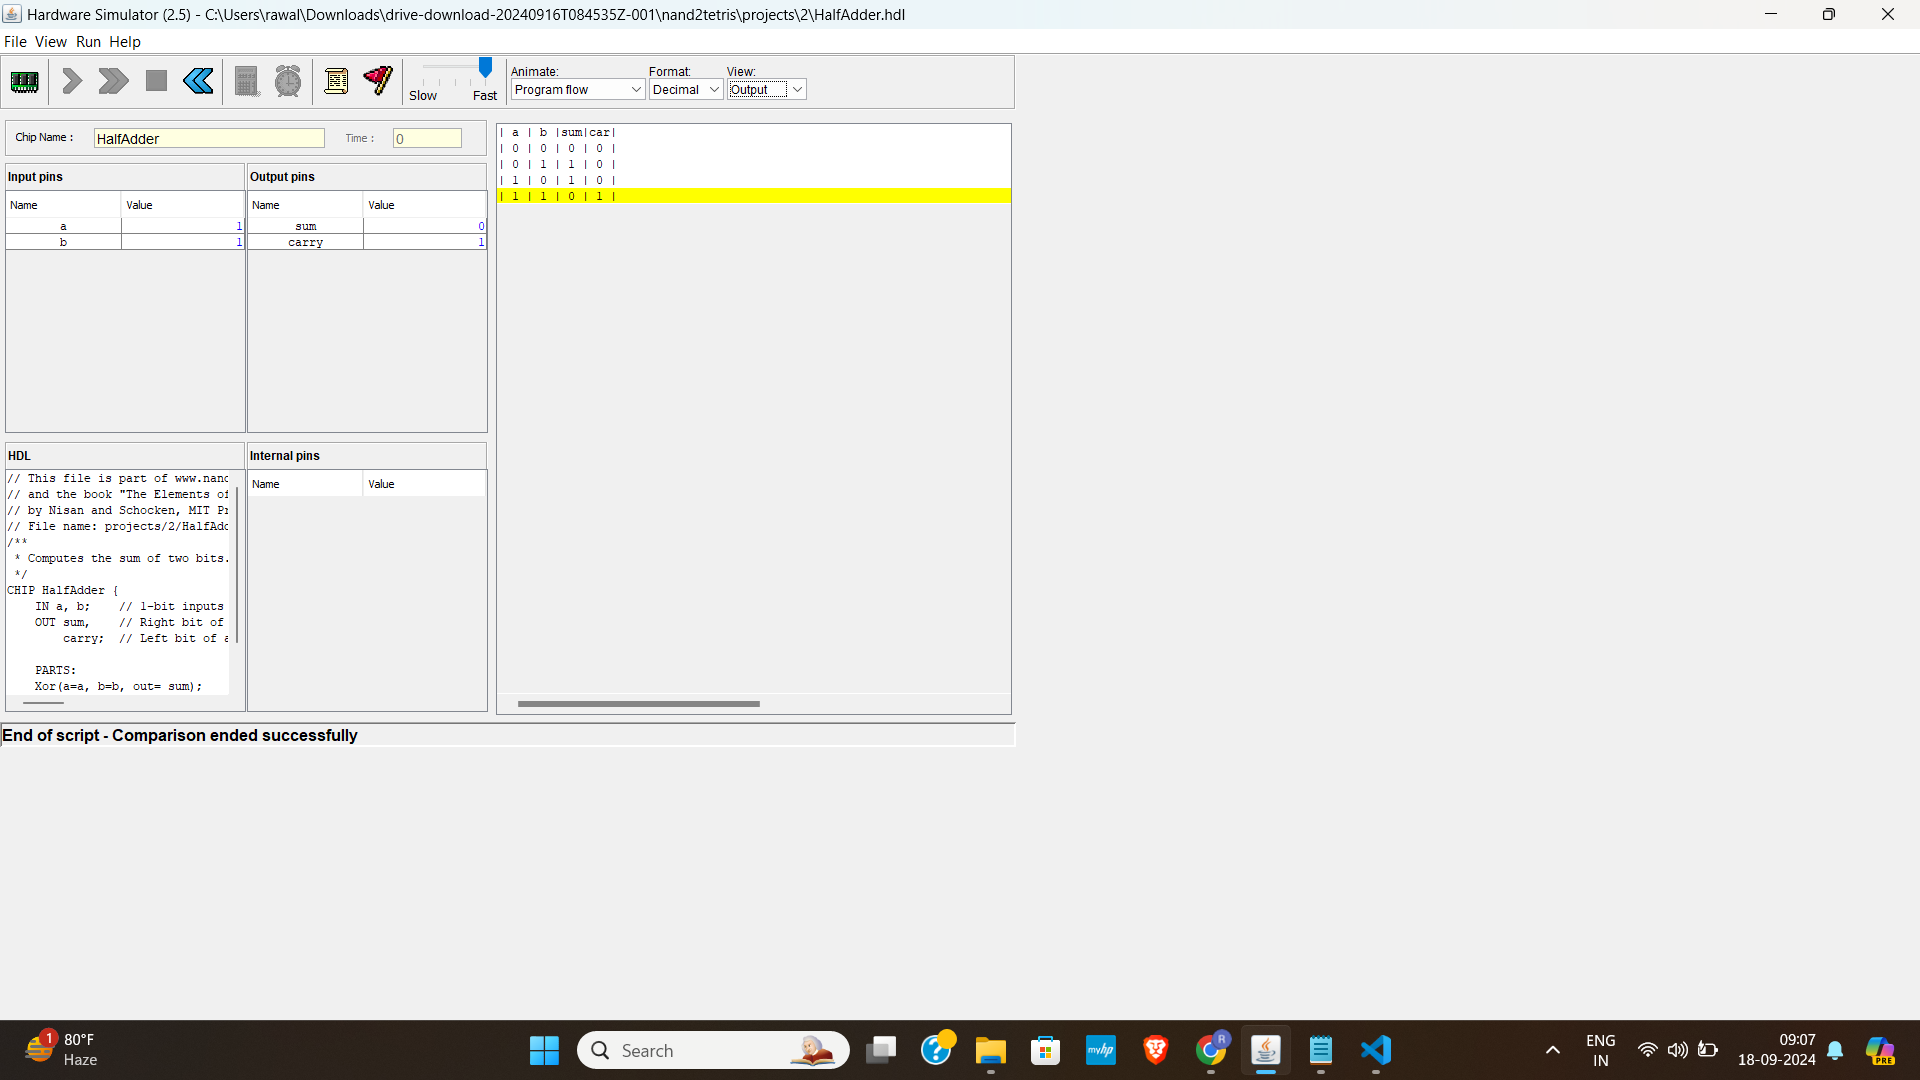 Hardware Simulator (2.5) - C:\Users\rawal\Downloads\drive-download-20240916T084535Z-001\nand2tetris\projects\2\HalfAdder.hdl
File View Run Help
Slow Fast
Animate: Format: View:
Program flow Decimal Output
Chip Name : HalfAdder Time : 0
Input pins
Name Value
a 1
b 1
Output pins
Name Value
sum 0
carry 1
| a | b |sum|car|
| 0 | 0 | 0 | 0 |
| 0 | 1 | 1 | 0 |
| 1 | 0 | 1 | 0 |
| 1 | 1 | 0 | 1 |
HDL
// This file is part of www.nand
// and the book "The Elements of
// by Nisan and Schocken, MIT Pr
// File name: projects/2/HalfAdd
/**
* Computes the sum of two bits.
*/
CHIP HalfAdder {
IN a, b; // 1-bit inputs
OUT sum, // Right bit of
carry; // Left bit of a
PARTS:
Xor(a=a, b=b, out= sum);
Internal pins
Name Value
End of script - Comparison ended successfully
1
80°F
Haze
Search
myhp
R
ENG
IN
09:07
18-09-2024
PRE